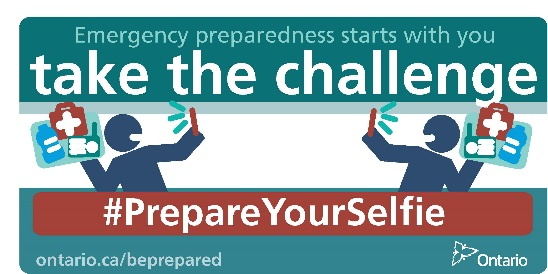 Emergency preparedness starts with you
take the challenge
#PrepareYourSelfie
ontario.ca/beprepared
Ontario